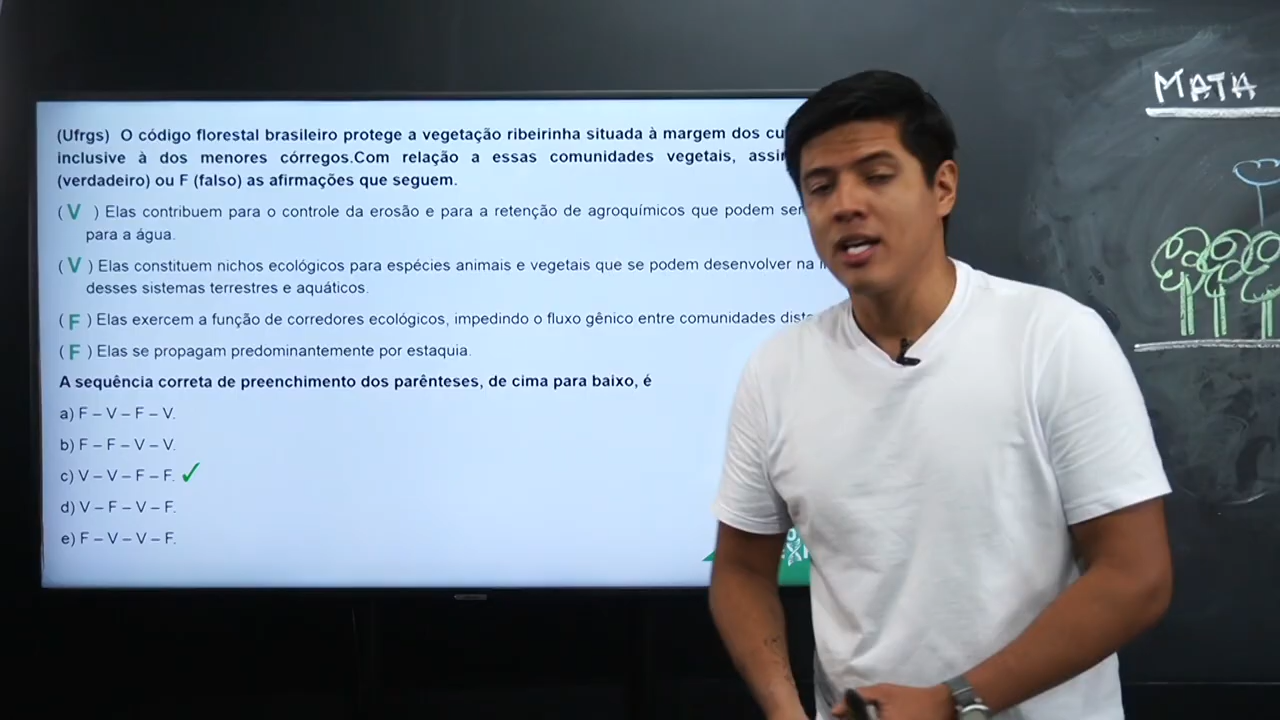 (Ufrgs) O código florestal brasileiro protege a vegetação ribeirinha situada à margem dos
inclusive à dos menores córregos.Com relação a essas comunidades vegetais,
(verdadeiro) ou F (falso) as afirmações que seguem.
( V ) Elas contribuem para o controle da erosão e para a retenção de agroquímicos que podem
para a água.
( V ) Elas constituem nichos ecológicos para espécies animais e vegetais que se podem desenvolver na
desses sistemas terrestres e aquáticos.
( F ) Elas exercem a função de corredores ecológicos, impedindo o fluxo gênico entre comunidades
( F ) Elas se propagam predominantemente por estaquia.
A sequência correta de preenchimento dos parênteses, de cima para baixo, é
a) F – V – F – V.
b) F – F – V – V.
c) V – V – F – F. ✓
d) V – F – V – F.
e) F – V – V – F.
MATA